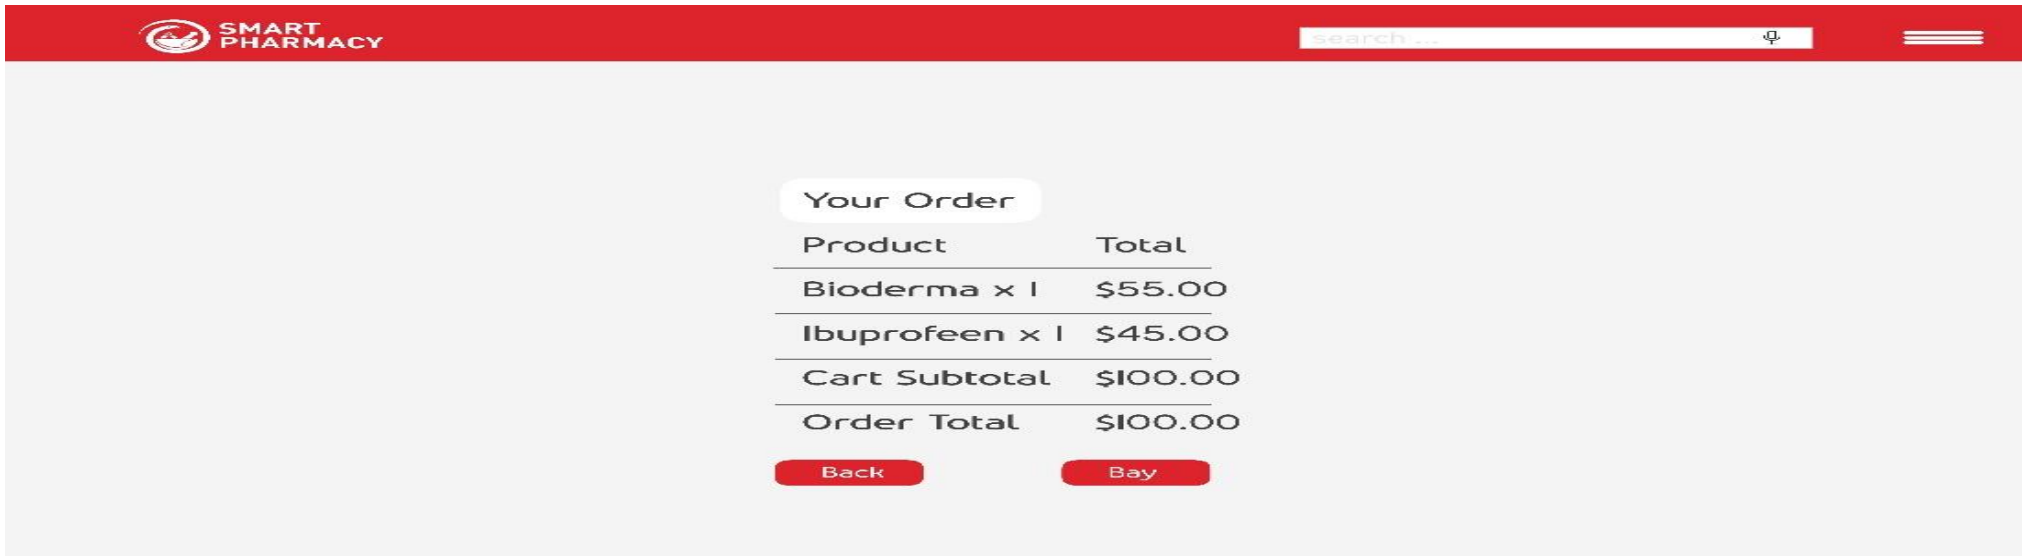 SMART
PHARMACY
search ...
Your Order
Product Total
Bioderma x 1 $55.00
Ibuprofeen x 1 $45.00
Cart Subtotal $100.00
Order Total $100.00
Back Bay